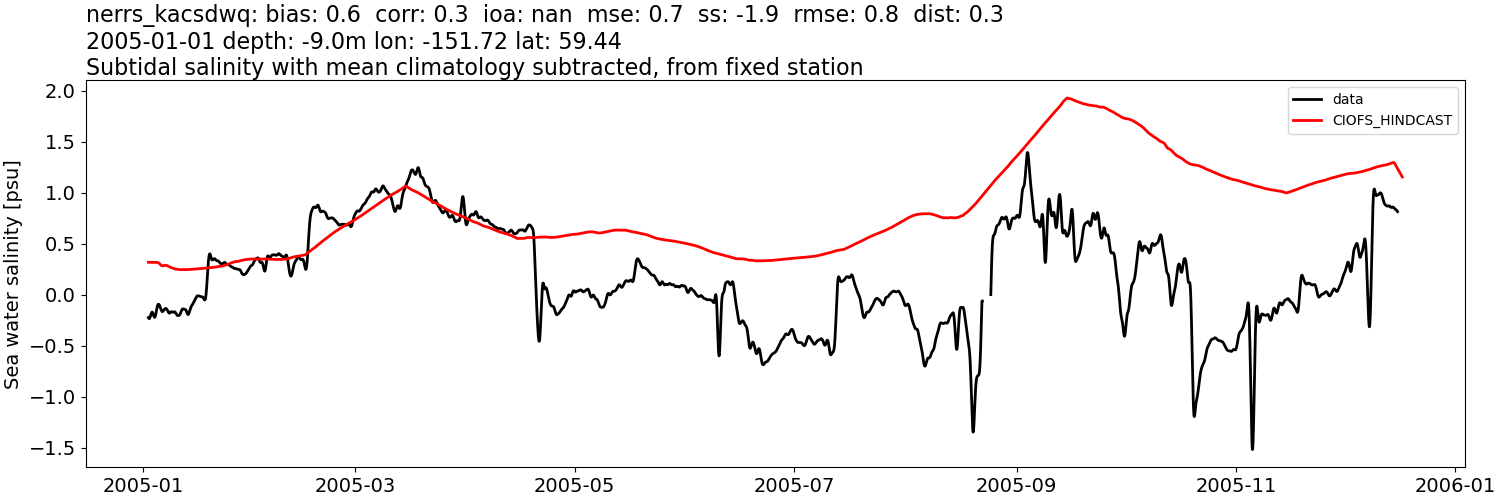 nerrs_kacsdwq: bias: 0.6  corr: 0.3  ioa: nan  mse: 0.7  ss: -1.9  rmse: 0.8  dist: 0.3
2005-01-01 depth: -9.0m lon: -151.72 lat: 59.44
Subtidal salinity with mean climatology subtracted, from fixed station
data
CIOFS_HINDCAST
Sea water salinity [psu]
2.0
1.5
1.0
0.5
0.0
−0.5
−1.0
−1.5
2005-01
2005-03
2005-05
2005-07
2005-09
2005-11
2006-01